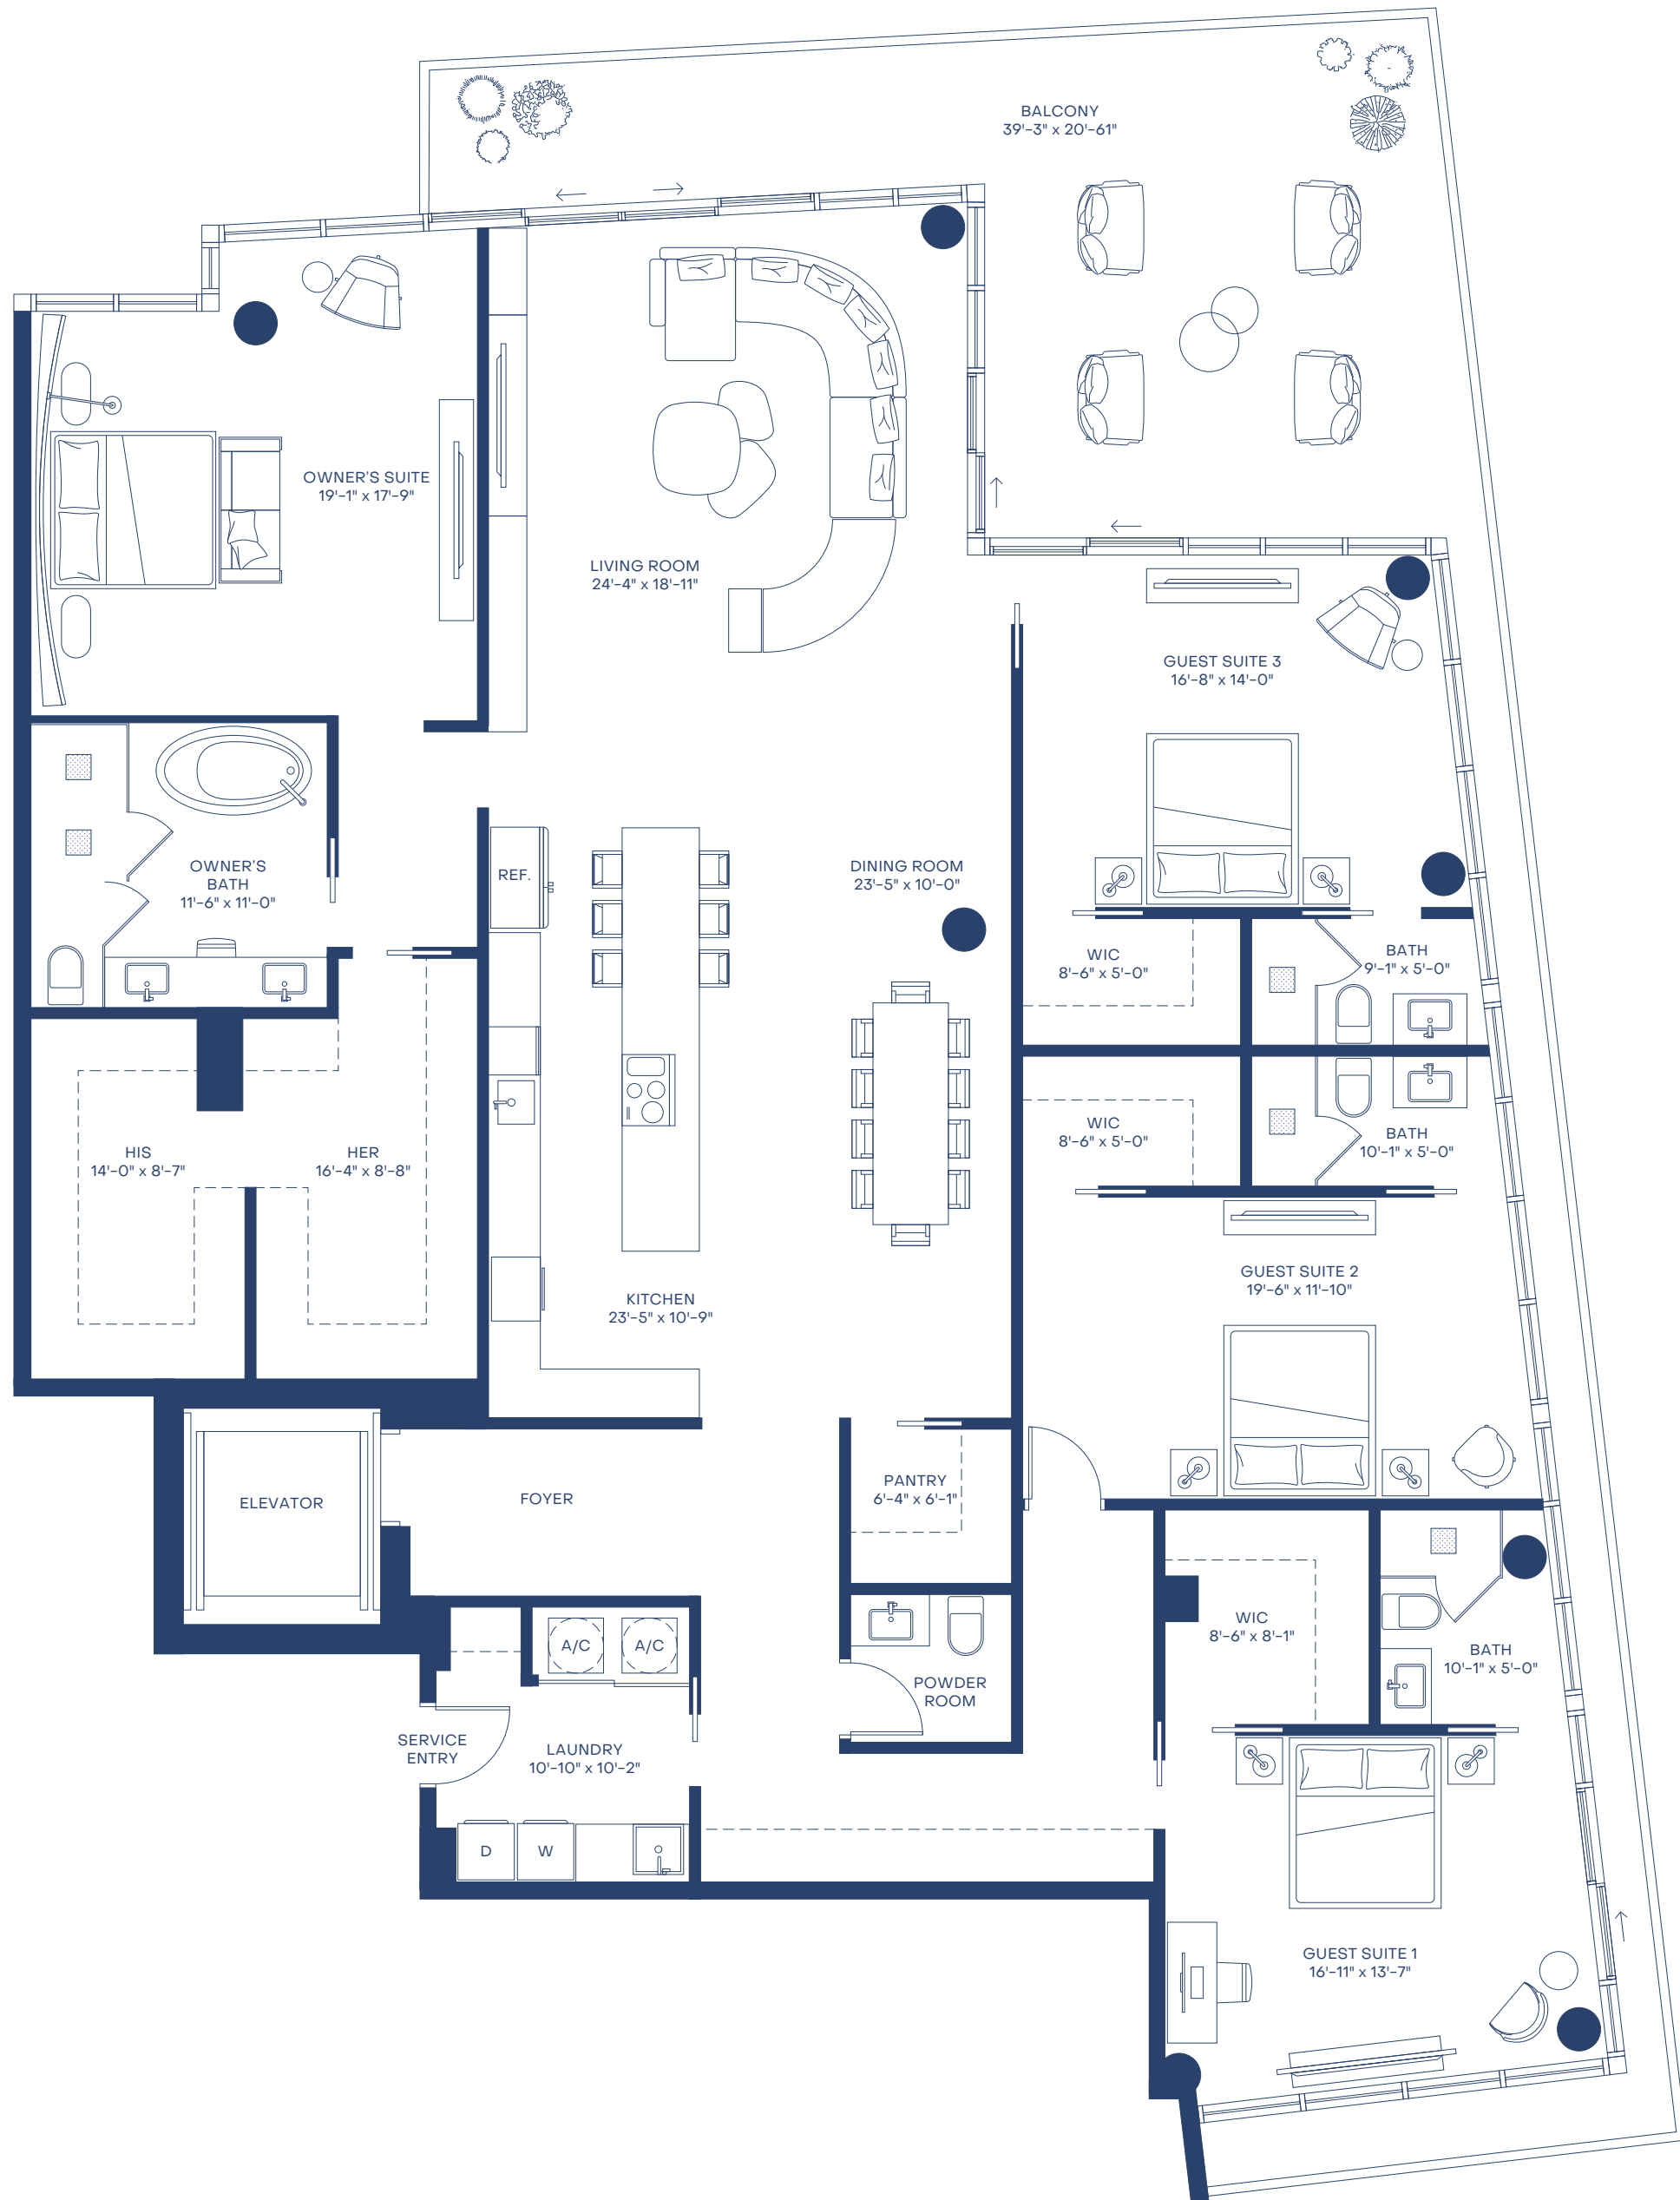 BALCONY
39'-3" x 20'-61"
OWNER'S SUITE
19'-1" x 17'-9"
LIVING ROOM
24'-4" x 18'-11"
GUEST SUITE 3
16'-8" x 14'-0"
OWNER'S
BATH
11'-6" x 11'-0"
REF.
DINING ROOM
23'-5" x 10'-0"
WIC
8'-6" x 5'-0"
BATH
9'-1" x 5'-0"
HIS
14'-0" x 8'-7"
HER
16'-4" x 8'-8"
WIC
8'-6" x 5'-0"
BATH
10'-1" x 5'-0"
KITCHEN
23'-5" x 10'-9"
GUEST SUITE 2
19'-6" x 11'-10"
ELEVATOR
FOYER
PANTRY
6'-4" x 6'-1"
A/C
A/C
WIC
8'-6" x 8'-1"
BATH
10'-1" x 5'-0"
POWDER
ROOM
SERVICE
ENTRY
LAUNDRY
10'-10" x 10'-2"
D
W
GUEST SUITE 1
16'-11" x 13'-7"